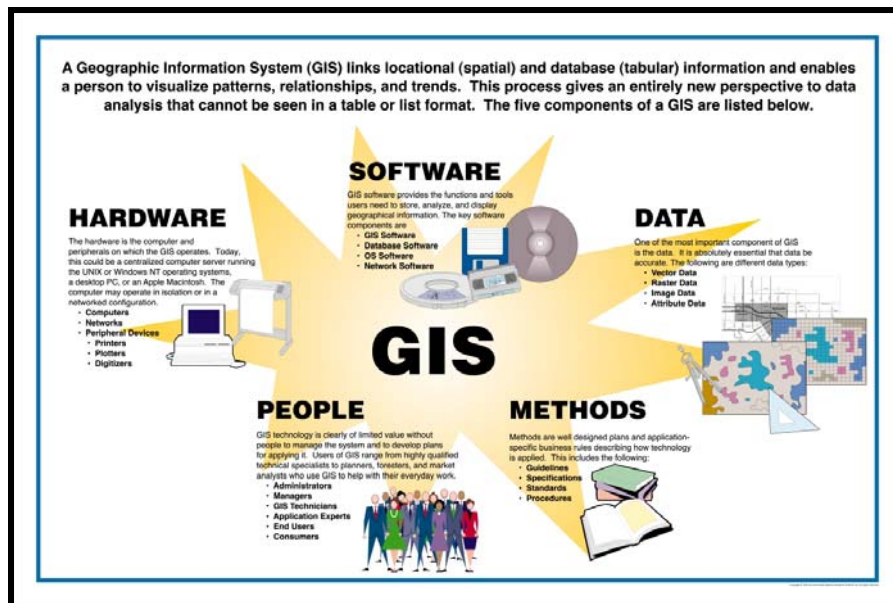 A Geographic Information System (GIS) links locational (spatial) and database (tabular) information and enables
a person to visualize patterns, relationships, and trends. This process gives an entirely new perspective to data
analysis that cannot be seen in a table or list format. The five components of a GIS are listed below.
SOFTWARE
GIS software provides the functions and tools
users need to store, analyze, and display
geographical information. The key software
components are
• GIS Software
• Database Software
• OS Software
• Network Software
HARDWARE
The hardware is the computer and
peripherals on which the GIS operates. Today,
this could be a centralized computer server running
the UNIX or Windows NT operating systems,
a desktop PC, or an Apple Macintosh. The
computer may operate in isolation or in a
networked configuration.
• Computers
• Networks
• Peripheral Devices
• Printers
• Plotters
• Digitizers
DATA
One of the most important component of GIS
is the data. It is absolutely essential that data be
accurate. The following are different data types:
• Vector Data
• Raster Data
• Image Data
• Attribute Data
GIS
PEOPLE
GIS technology is clearly of limited value without
people to manage the system and to develop plans
for applying it. Users of GIS range from highly qualified
technical specialists to planners, foresters, and market
analysts who use GIS to help with their everyday work.
• Administrators
• Managers
• GIS Technicians
• Application Experts
• End Users
• Consumers
METHODS
Methods are well designed plans and application-
specific business rules describing how technology
is applied. This includes the following:
• Guidelines
• Specifications
• Standards
• Procedures